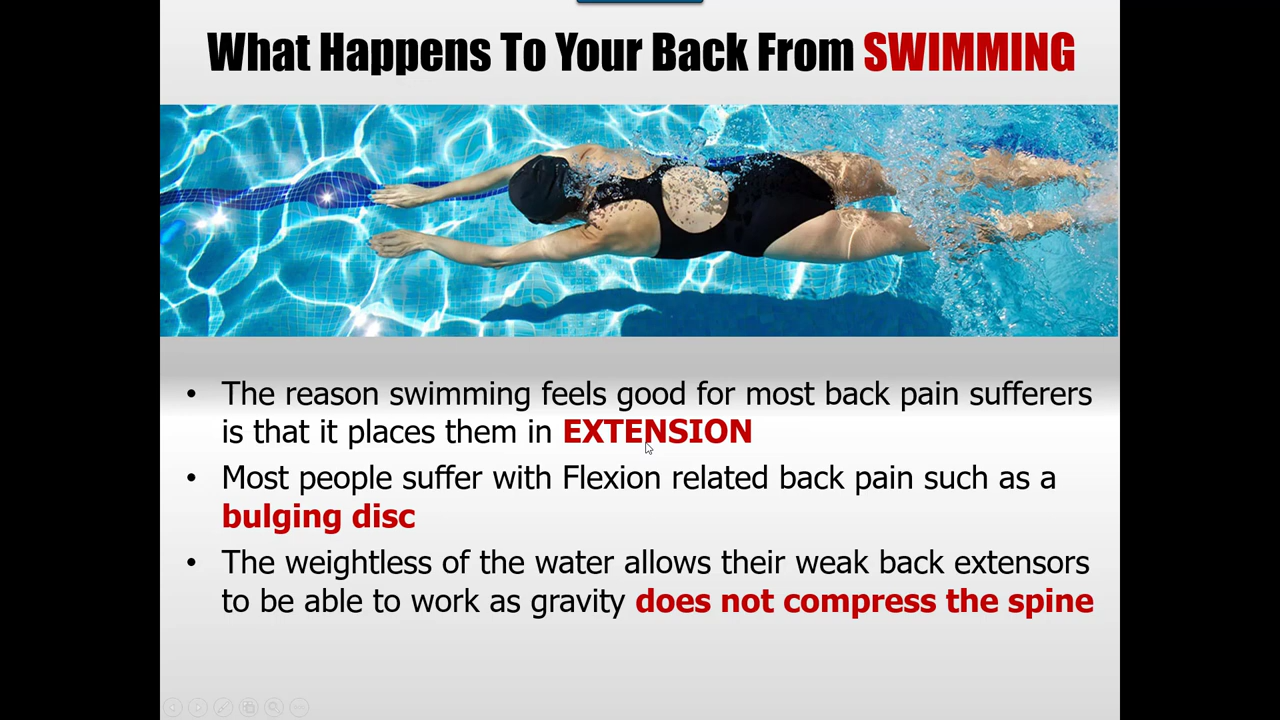 What Happens To Your Back From SWIMMING
• The reason swimming feels good for most back pain sufferers
is that it places them in EXTENSION
• Most people suffer with Flexion related back pain such as a
bulging disc
• The weightless of the water allows their weak back extensors
to be able to work as gravity does not compress the spine